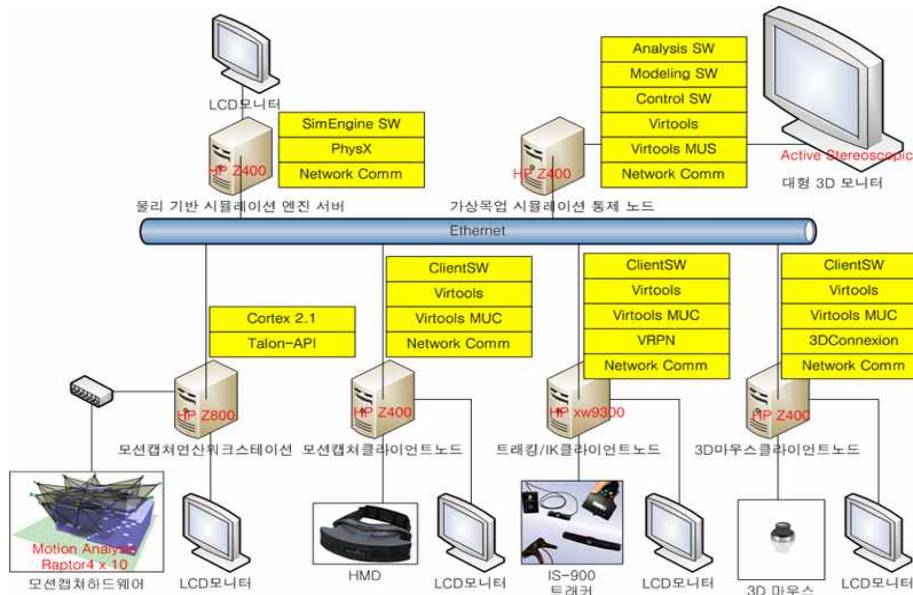 LCD모니터
SimEngine SW
PhysX
Network Comm
HP Z400
물리 기반 시뮬레이션 엔진 서버
Analysis SW
Modeling SW
Control SW
Virtools
Virtools MUS
Network Comm
HP Z400
가상목업 시뮬레이션 통제 노드
Active Stereoscopic
대형 3D 모니터
Ethernet
Cortex 2.1
Talon-API
HP Z800
모션캡쳐연산워크스테이션
ClientSW
Virtools
Virtools MUC
Network Comm
HP Z400
모션캡쳐클라이언트노드
ClientSW
Virtools
Virtools MUC
VRPN
Network Comm
HP xw9300
트래킹/IK클라이언트노드
ClientSW
Virtools
Virtools MUC
3DConnexion
Network Comm
HP Z400
3D마우스클라이언트노드
Motion Analysis
Raptor4 x 10
모션캡쳐하드웨어
LCD모니터
HMD
LCD모니터
IS-900
트래커
LCD모니터
3D 마우스
LCD모니터